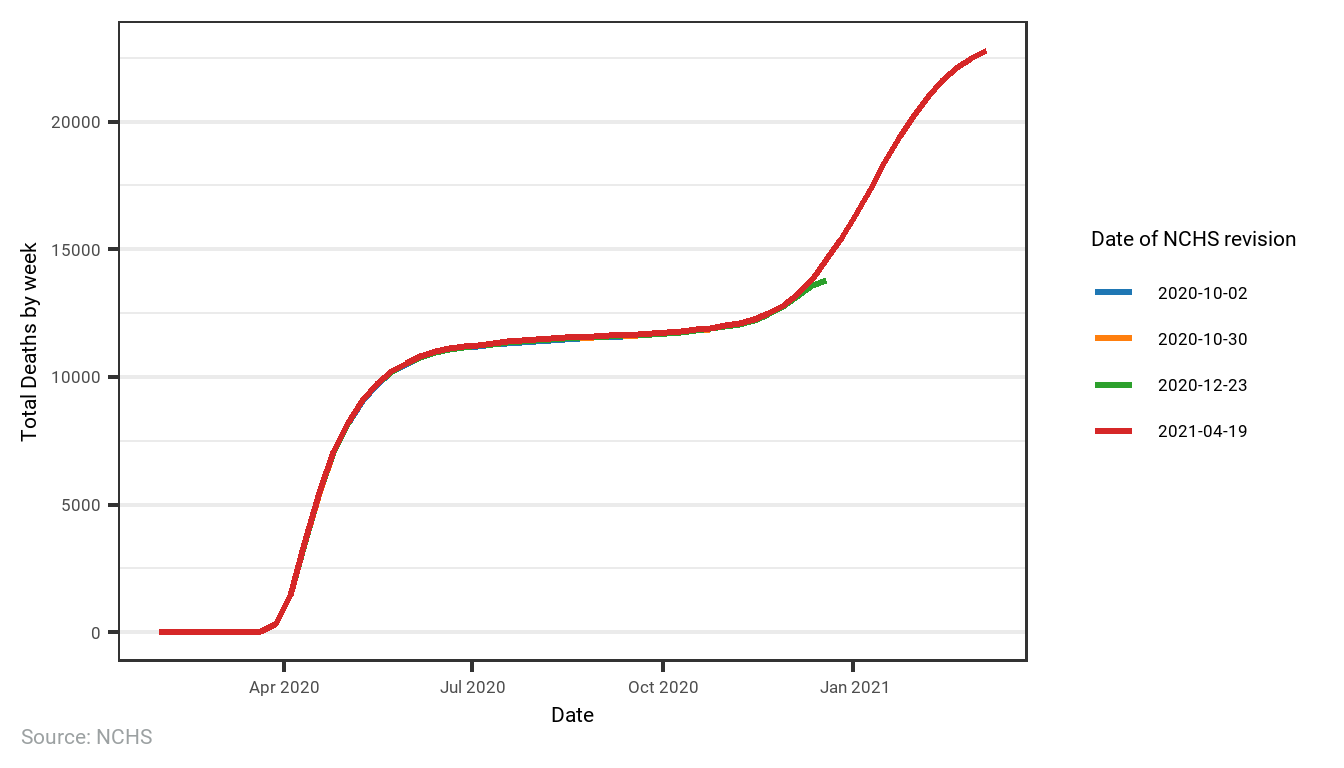 Total Deaths by week
20000
15000
10000
5000
0
Apr 2020
Jul 2020
Oct 2020
Jan 2021
Date
Date of NCHS revision
2020-10-02
2020-10-30
2020-12-23
2021-04-19
Source: NCHS